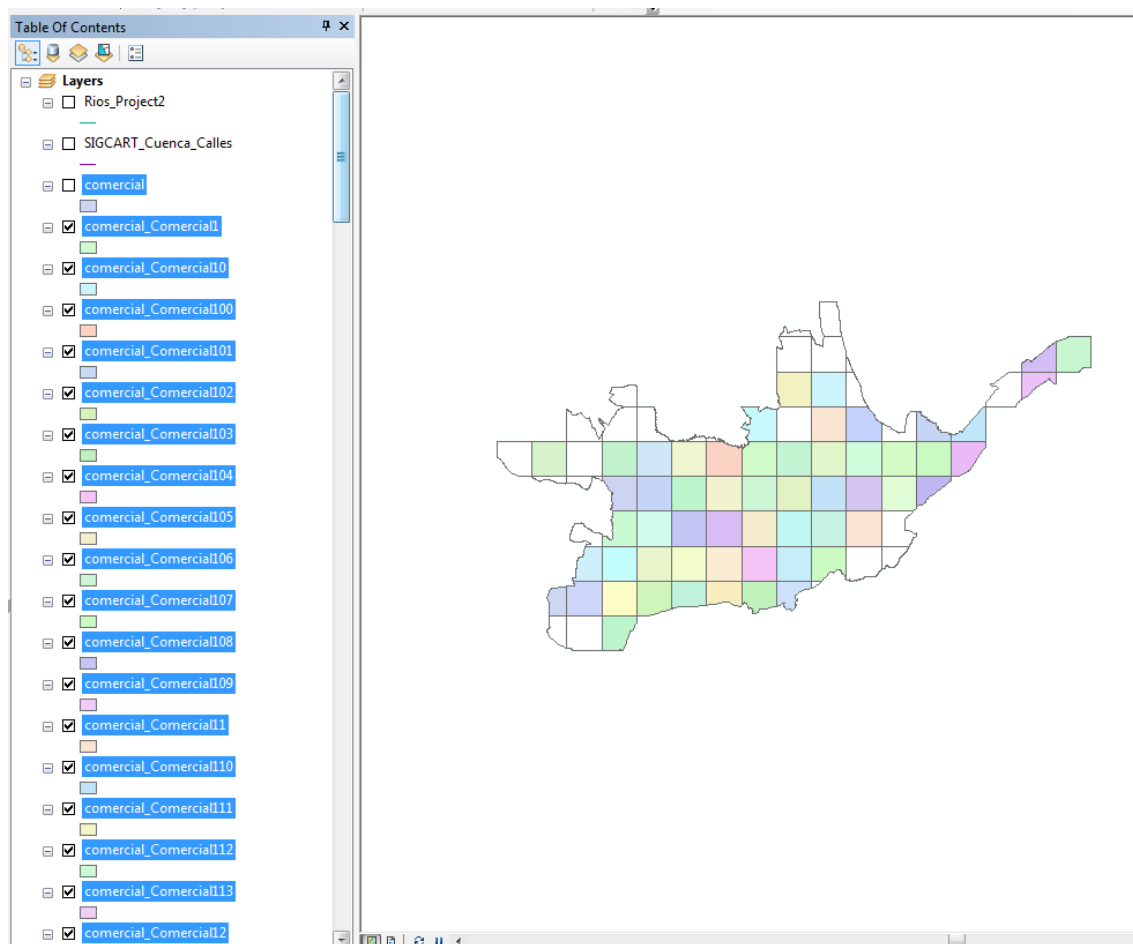 Table Of Contents
Layers
Rios_Project2
SIGCART_Cuenca_Calles
comercial
comercial_Comercial1
comercial_Comercial10
comercial_Comercial100
comercial_Comercial101
comercial_Comercial102
comercial_Comercial103
comercial_Comercial104
comercial_Comercial105
comercial_Comercial106
comercial_Comercial107
comercial_Comercial108
comercial_Comercial109
comercial_Comercial11
comercial_Comercial110
comercial_Comercial111
comercial_Comercial112
comercial_Comercial113
comercial_Comercial12